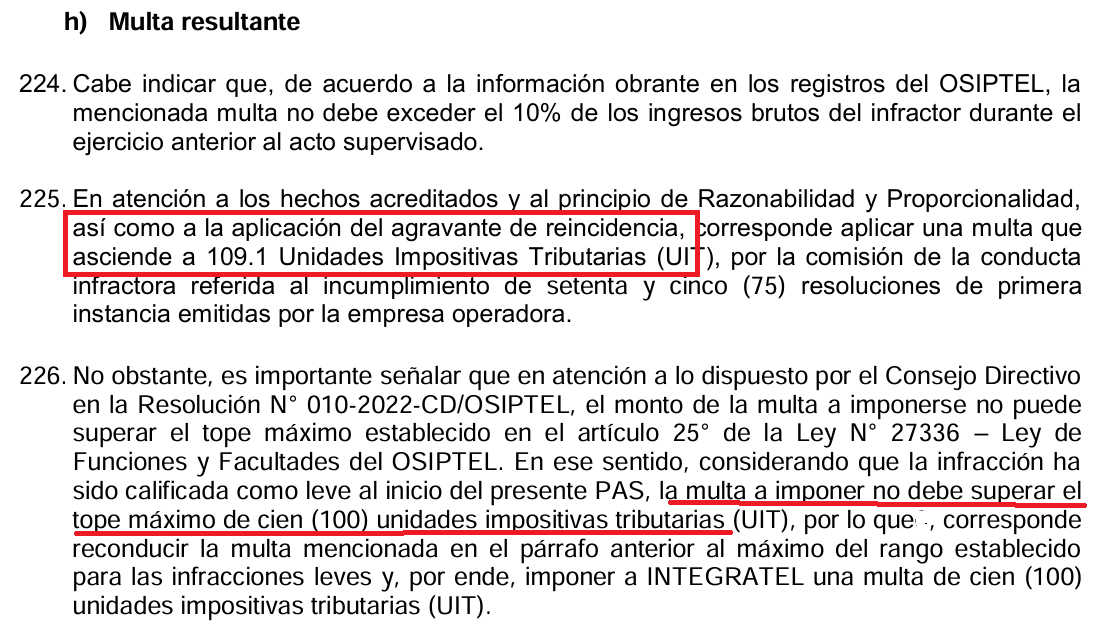 h) Multa resultante
224. Cabe indicar que, de acuerdo a la información obrante en los registros del OSIPTEL, la
mencionada multa no debe exceder el 10% de los ingresos brutos del infractor durante el
ejercicio anterior al acto supervisado.
225. En atención a los hechos acreditados y al principio de Razonabilidad y Proporcionalidad,
así como a la aplicación del agravante de reincidencia, corresponde aplicar una multa que
asciende a 109.1 Unidades Impositivas Tributarias (UIT), por la comisión de la conducta
infractora referida al incumplimiento de setenta y cinco (75) resoluciones de primera
instancia emitidas por la empresa operadora.
226. No obstante, es importante señalar que en atención a lo dispuesto por el Consejo Directivo
en la Resolución N° 010-2022-CD/OSIPTEL, el monto de la multa a imponerse no puede
superar el tope máximo establecido en el artículo 25° de la Ley N° 27336 – Ley de
Funciones y Facultades del OSIPTEL. En ese sentido, considerando que la infracción ha
sido calificada como leve al inicio del presente PAS, la multa a imponer no debe superar el
tope máximo de cien (100) unidades impositivas tributarias (UIT), por lo que , corresponde
reconducir la multa mencionada en el párrafo anterior al máximo del rango establecido
para las infracciones leves y, por ende, imponer a INTEGRATEL una multa de cien (100)
unidades impositivas tributarias (UIT).